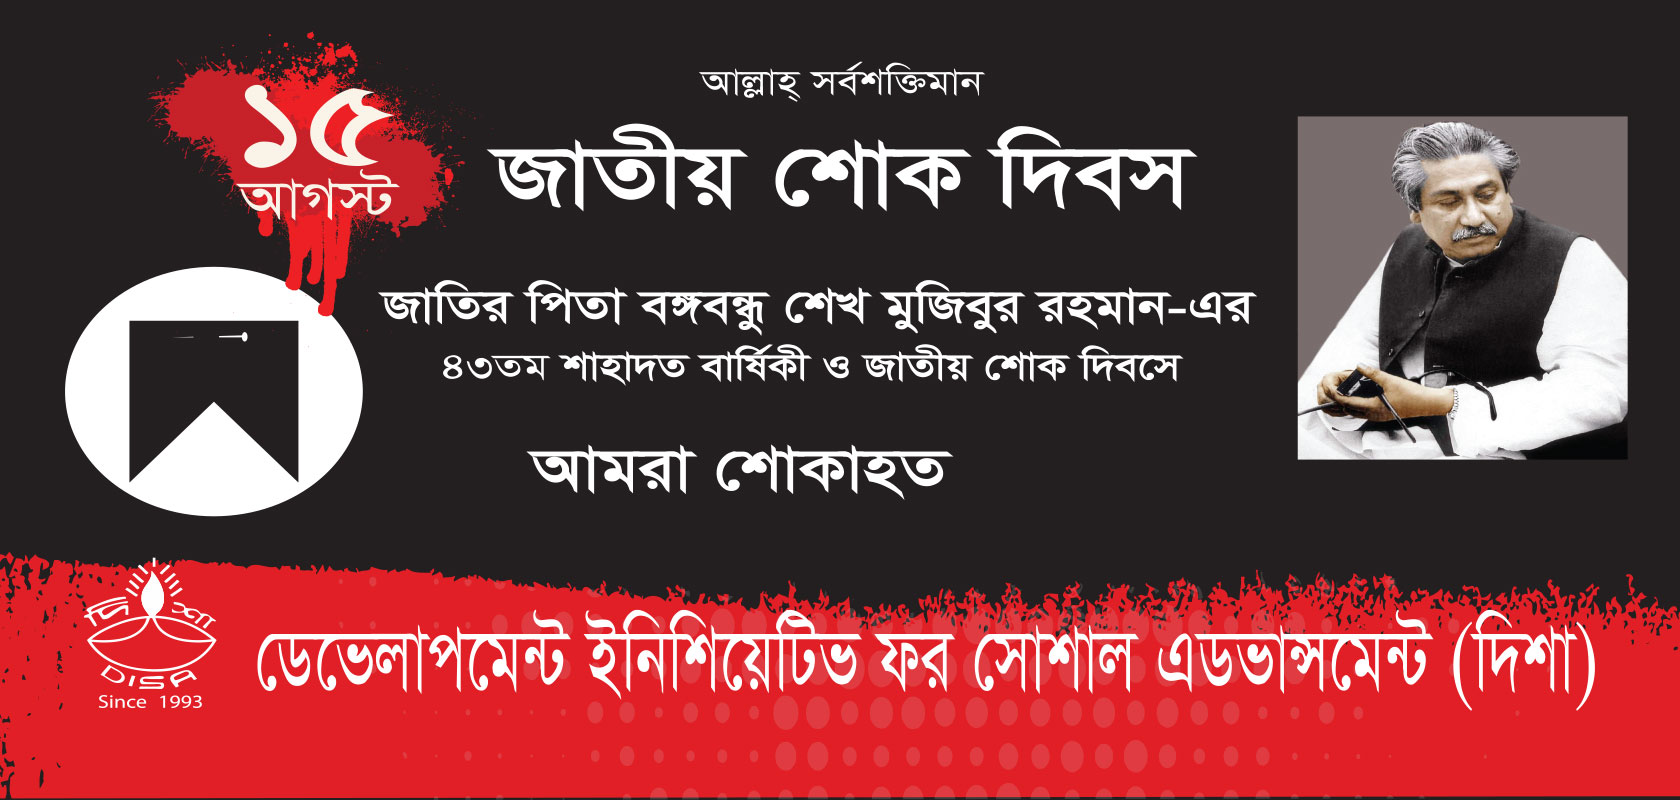 আল্লাহ্ সর্বশক্তিমান
১৫
আগস্ট
জাতীয় শোক দিবস
জাতির পিতা বঙ্গবন্ধু শেখ মুজিবুর রহমান-এর
৪৩তম শাহাদত বার্ষিকী ও জাতীয় শোক দিবসে
আমরা শোকাহত
দিশা
DISA
Since 1993
ডেভেলাপমেন্ট ইনিশিয়েটিভ ফর সোশাল এডভান্সমেন্ট (দিশা)